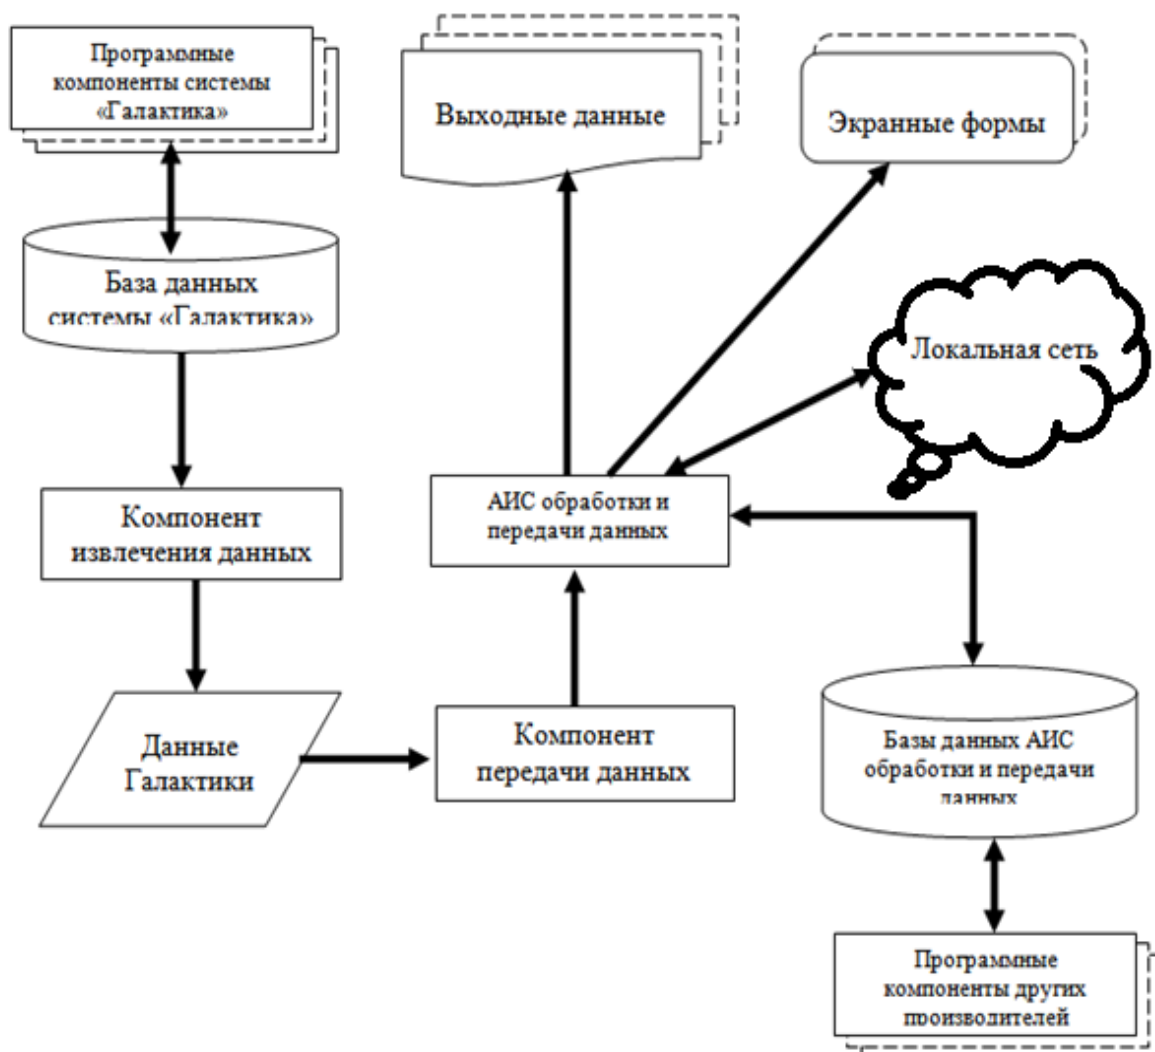 Программные
компоненты системы
«Галактика»
Выходные данные
Экранные формы
База данных
системы «Галактика»
Локальная сеть
Компонент
извлечения данных
АИС обработки и
передачи данных
Данные
Галактики
Компонент
передачи данных
Базы данных АИС
обработки и передачи
данных
Программные
компоненты других
производителей